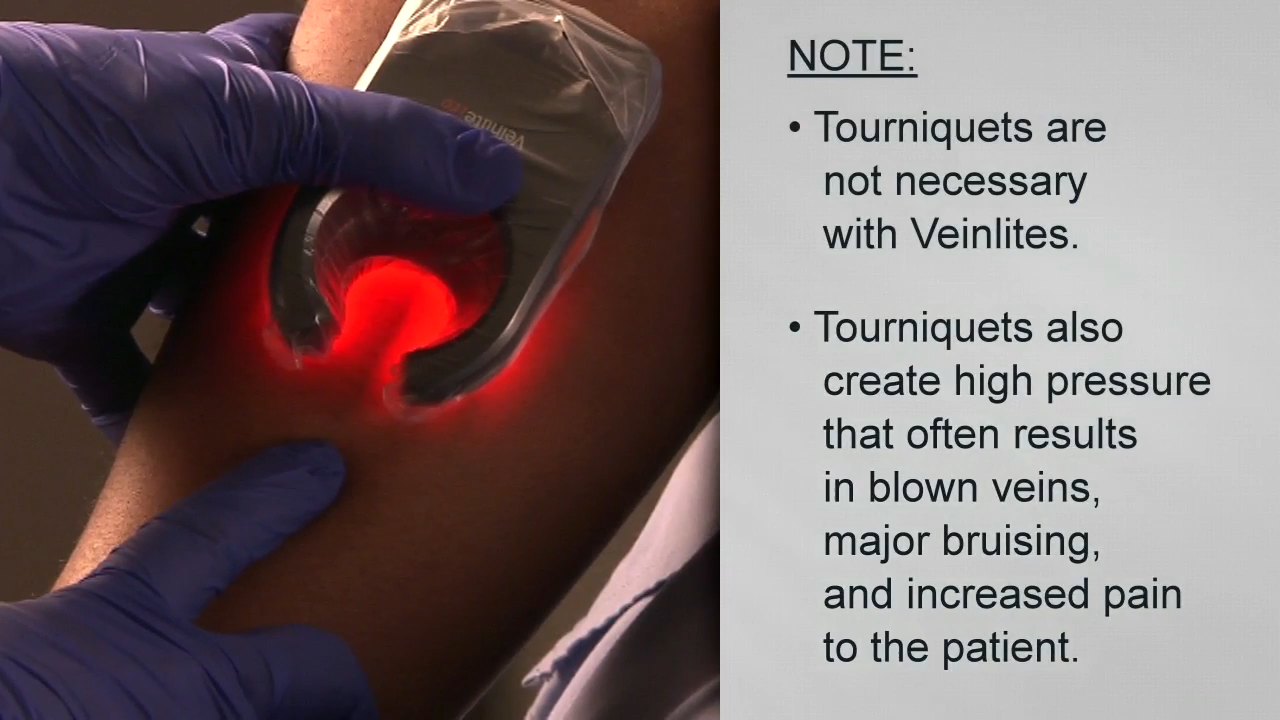 NOTE:
• Tourniquets are
not necessary
with Veinlites.
• Tourniquets also
create high pressure
that often results
in blown veins,
major bruising,
and increased pain
to the patient.
Veinlite